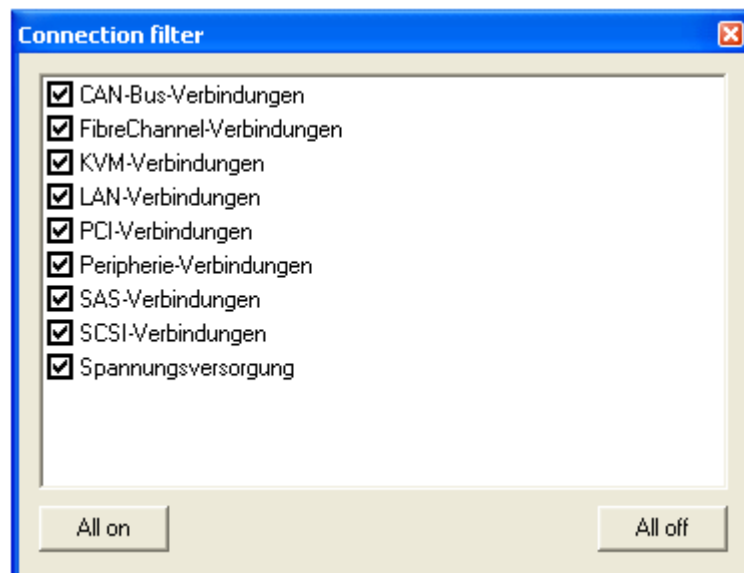 Connection filter
CAN-Bus-Verbindungen
FibreChannel-Verbindungen
KVM-Verbindungen
LAN-Verbindungen
PCI-Verbindungen
Peripherie-Verbindungen
SAS-Verbindungen
SCSI-Verbindungen
Spannungsversorgung
All on All off